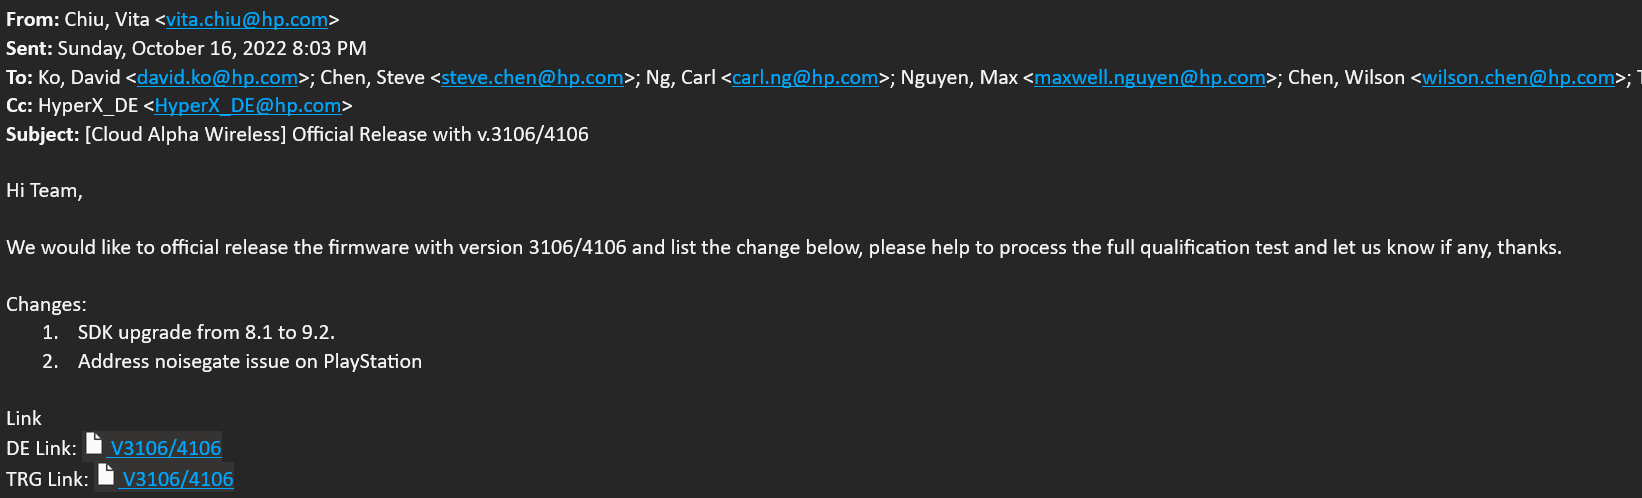 From: Chiu, Vita <vita.chiu@hp.com>
Sent: Sunday, October 16, 2022 8:03 PM
To: Ko, David <david.ko@hp.com>; Chen, Steve <steve.chen@hp.com>; Ng, Carl <carl.ng@hp.com>; Nguyen, Max <maxwell.nguyen@hp.com>; Chen, Wilson <wilson.chen@hp.com>;
Cc: HyperX_DE <HyperX_DE@hp.com>
Subject: [Cloud Alpha Wireless] Official Release with v.3106/4106
Hi Team,
We would like to official release the firmware with version 3106/4106 and list the change below, please help to process the full qualification test and let us know if any, thanks.
Changes:
1. SDK upgrade from 8.1 to 9.2.
2. Address noisegate issue on PlayStation
Link
DE Link: V3106/4106
TRG Link: V3106/4106